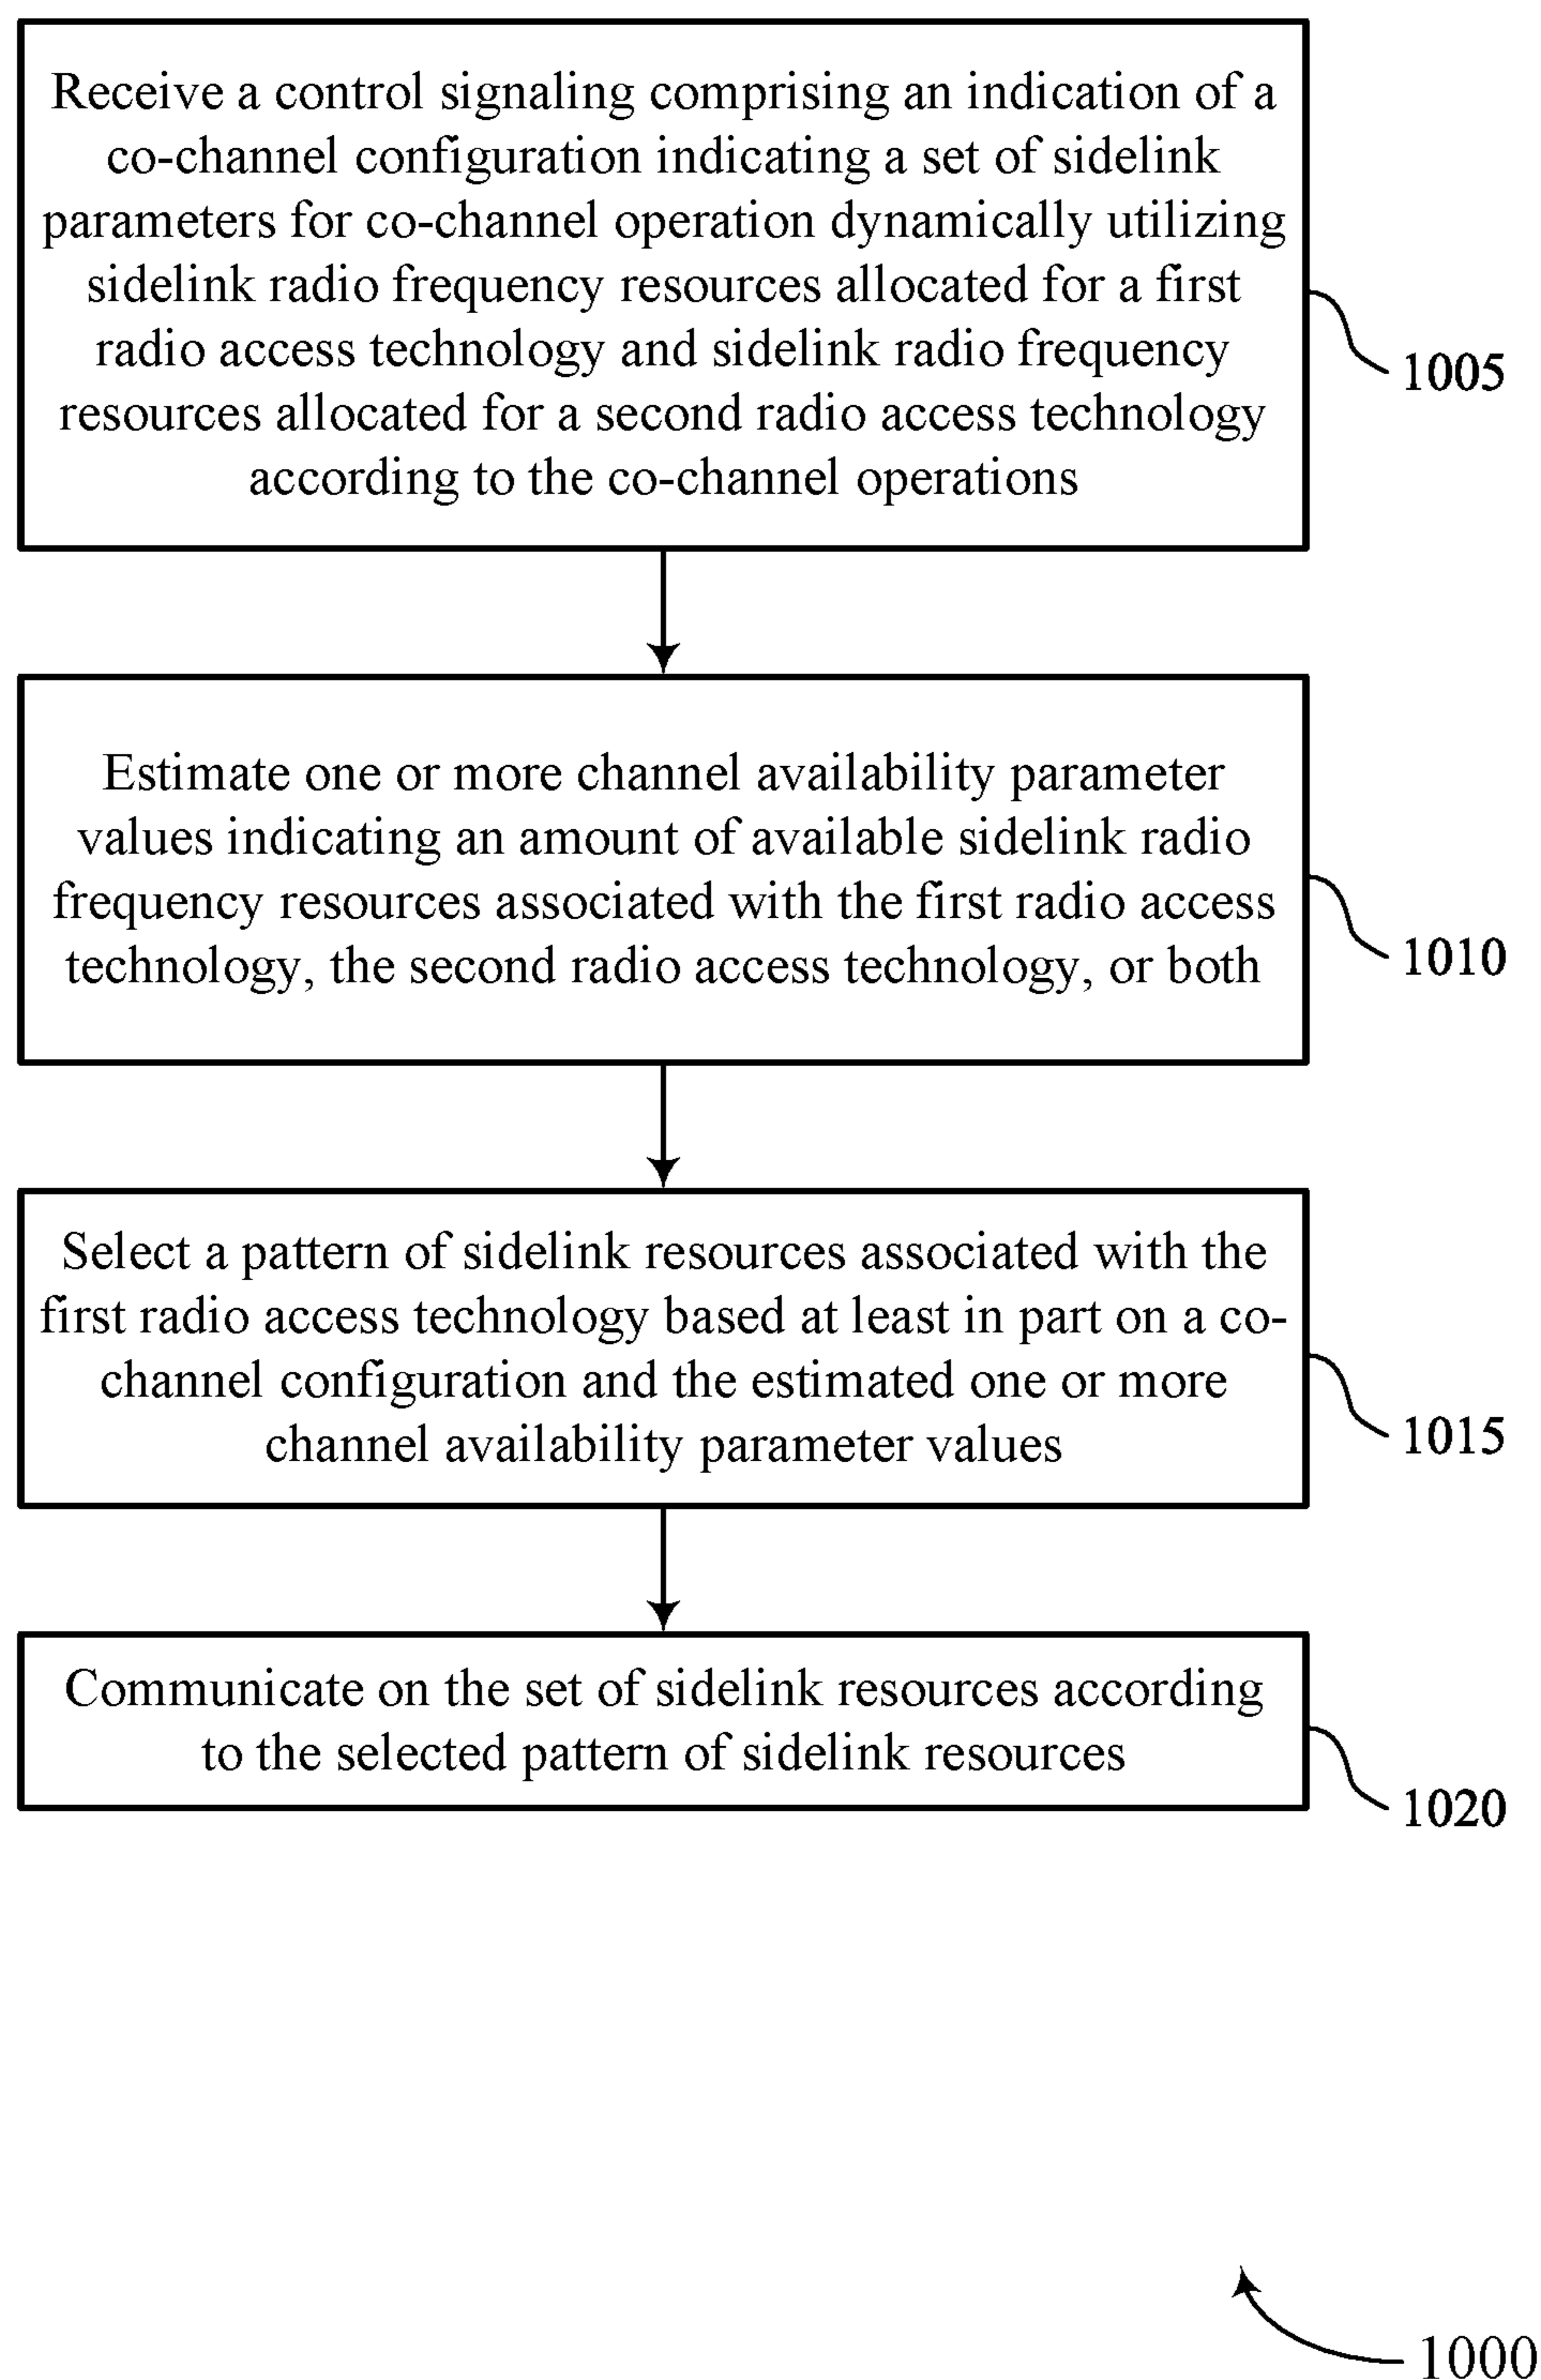 Receive a control signaling comprising an indication of a
co-channel configuration indicating a set of sidelink
parameters for co-channel operation dynamically utilizing
sidelink radio frequency resources allocated for a first
radio access technology and sidelink radio frequency
resources allocated for a second radio access technology
according to the co-channel operations
1005
Estimate one or more channel availability parameter
values indicating an amount of available sidelink radio
frequency resources associated with the first radio access
technology, the second radio access technology, or both
1010
Select a pattern of sidelink resources associated with the
first radio access technology based at least in part on a co-
channel configuration and the estimated one or more
channel availability parameter values
1015
Communicate on the set of sidelink resources according
to the selected pattern of sidelink resources
1020
1000